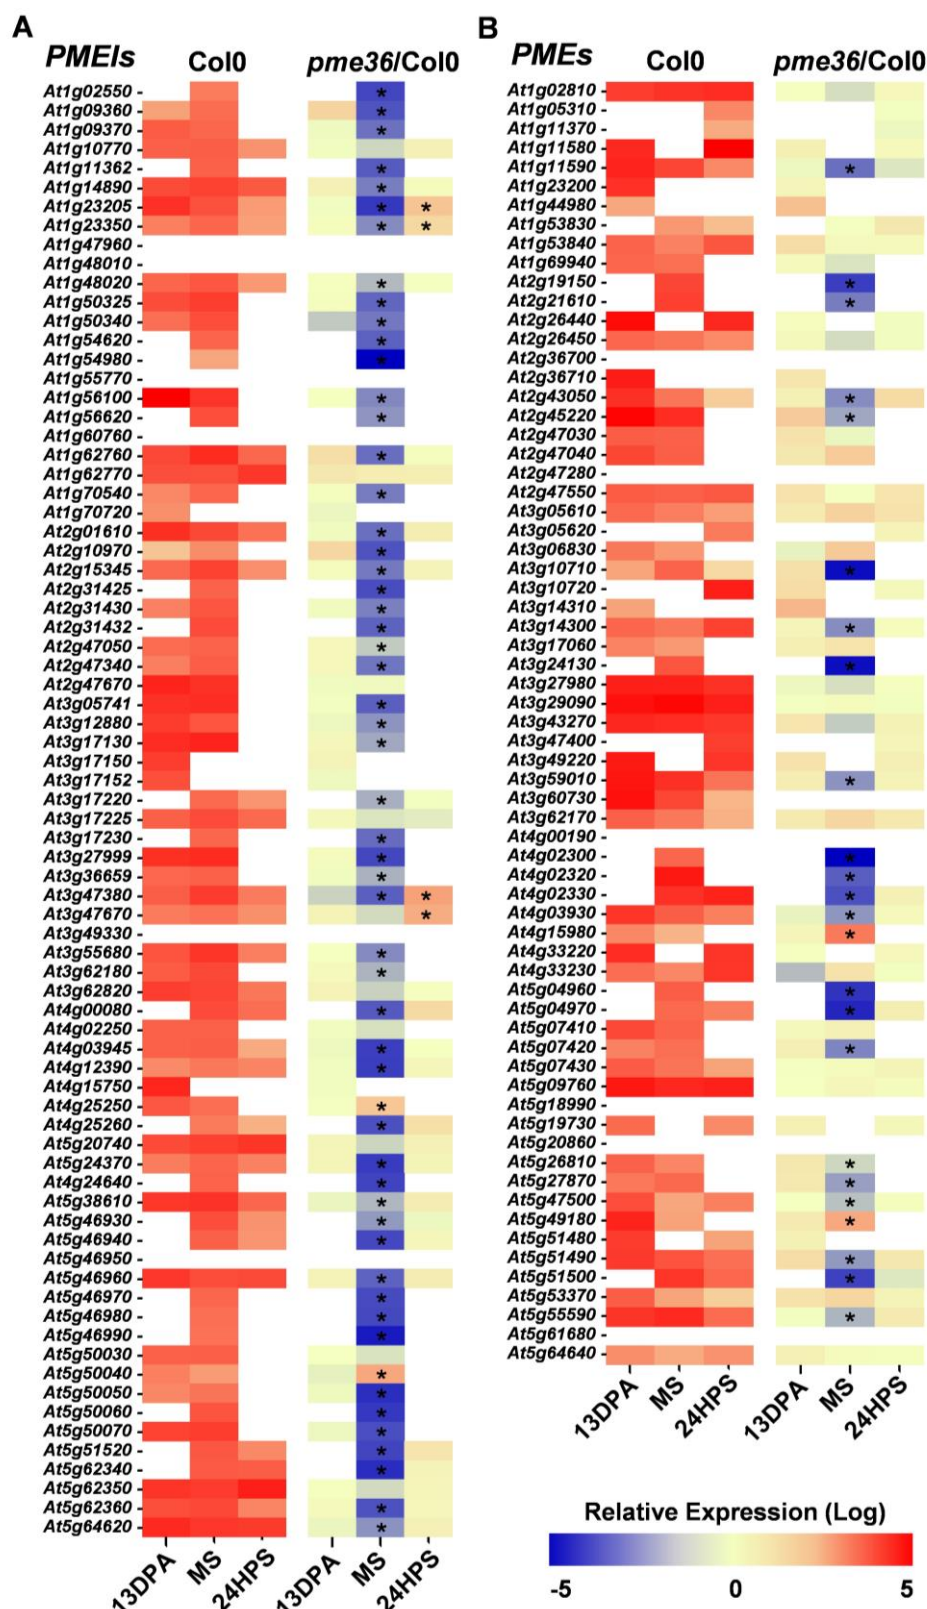 A
PMEIs
Col0
pme36/Col0
At1g02550
At1g09360
At1g09370
At1g10770
At1g11362
At1g14890
At1g23205
At1g23350
At1g47960
At1g48010
At1g48020
At1g50325
At1g50340
At1g54620
At1g54980
At1g55770
At1g56100
At1g56620
At1g60760
At1g62760
At1g62770
At1g70540
At1g70720
At2g01610
At2g10970
At2g15345
At2g31425
At2g31430
At2g31432
At2g47050
At2g47340
At2g47670
At3g05741
At3g12880
At3g17130
At3g17150
At3g17152
At3g17220
At3g17225
At3g17230
At3g27999
At3g36659
At3g47380
At3g47670
At3g49330
At3g55680
At3g62180
At3g62820
At4g00080
At4g02250
At4g03945
At4g12390
At4g15750
At4g25250
At4g25260
At5g20740
At5g24370
At4g24640
At5g38610
At5g46930
At5g46940
At5g46950
At5g46960
At5g46970
At5g46980
At5g46990
At5g50030
At5g50040
At5g50050
At5g50060
At5g50070
At5g51520
At5g62340
At5g62350
At5g62360
At5g64620
13DPA
MS
24HPS
13DPA
MS
24HPS
B
PMEs
Col0
pme36/Col0
At1g02810
At1g05310
At1g11370
At1g11580
At1g11590
At1g23200
At1g44980
At1g53830
At1g53840
At1g69940
At2g19150
At2g21610
At2g26440
At2g26450
At2g36700
At2g36710
At2g43050
At2g45220
At2g47030
At2g47040
At2g47280
At2g47550
At3g05610
At3g05620
At3g06830
At3g10710
At3g10720
At3g14310
At3g14300
At3g17060
At3g24130
At3g27980
At3g29090
At3g43270
At3g47400
At3g49220
At3g59010
At3g60730
At3g62170
At4g00190
At4g02300
At4g02320
At4g02330
At4g03930
At4g15980
At4g33220
At4g33230
At5g04960
At5g04970
At5g07410
At5g07420
At5g07430
At5g09760
At5g18990
At5g19730
At5g20860
At5g26810
At5g27870
At5g47500
At5g49180
At5g51480
At5g51490
At5g51500
At5g53370
At5g55590
At5g61680
At5g64640
13DPA
MS
24HPS
13DPA
MS
24HPS
Relative Expression (Log)
-5 0 5